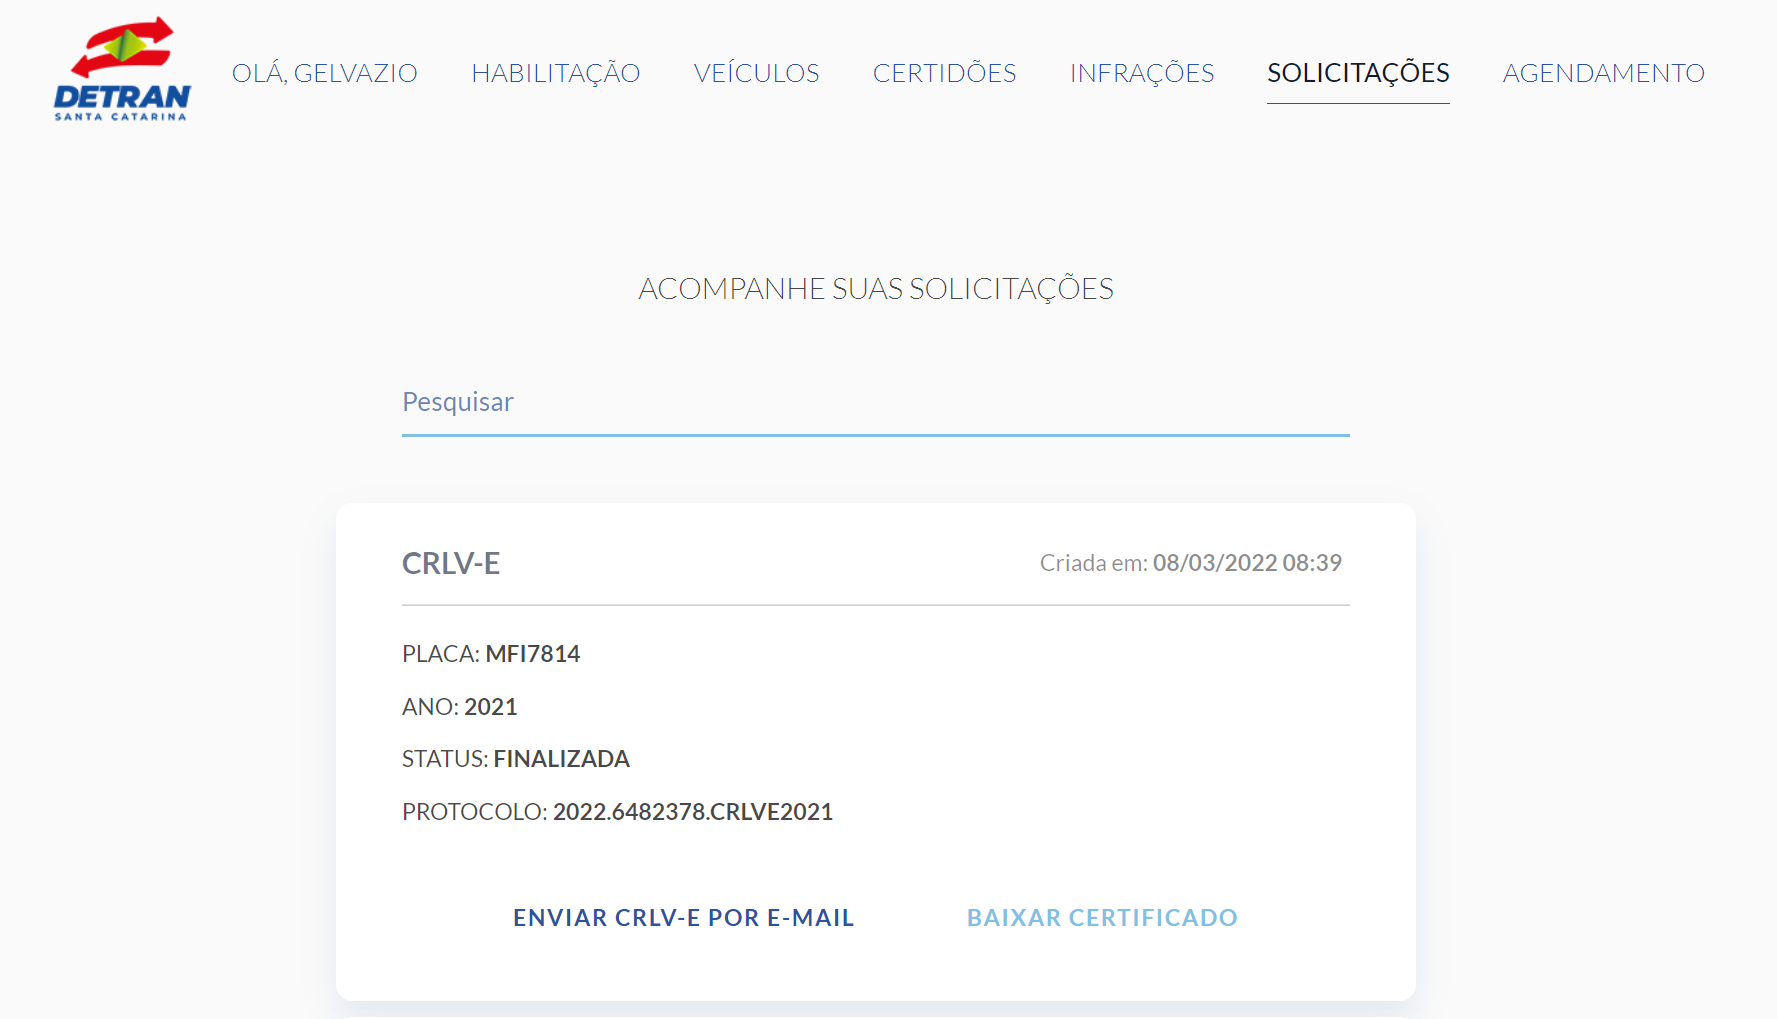 DETRAN
SANTA CATARINA
OLÁ, GELVAZIO
HABILITAÇÃO
VEÍCULOS
CERTIDÕES
INFRAÇÕES
SOLICITAÇÕES
AGENDAMENTO
ACOMPANHE SUAS SOLICITAÇÕES
Pesquisar
CRLV-E
Criada em: 08/03/2022 08:39
PLACA: MFI7814
ANO: 2021
STATUS: FINALIZADA
PROTOCOLO: 2022.6482378.CRLVE2021
ENVIAR CRLV-E POR E-MAIL
BAIXAR CERTIFICADO